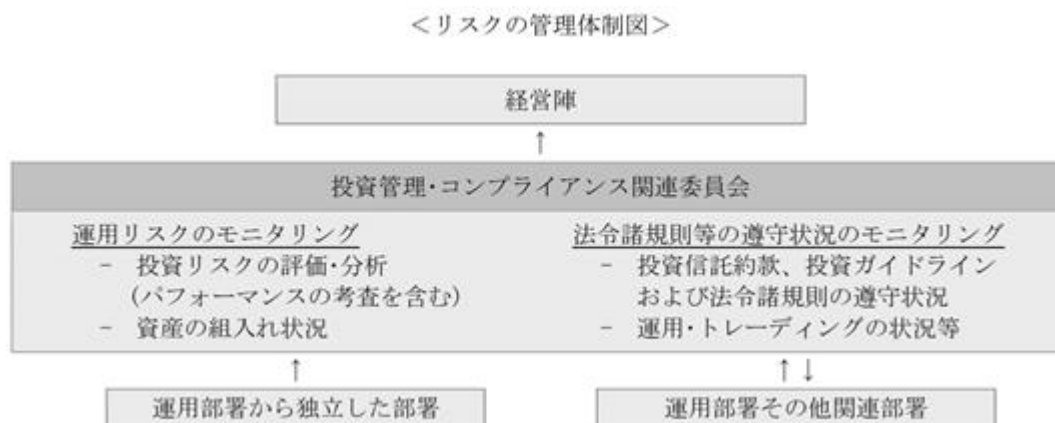 ＜リスクの管理体制図＞
経営陣
↑
投資管理･コンプライアンス関連委員会
運用リスクのモニタリング
－ 投資リスクの評価･分析
(パフォーマンスの考査を含む)
－ 資産の組入れ状況
法令諸規則等の遵守状況のモニタリング
－ 投資信託約款、投資ガイドライン
および法令諸規則の遵守状況
－ 運用･トレーディングの状況等
↑
↑↓
運用部署から独立した部署
運用部署その他関連部署